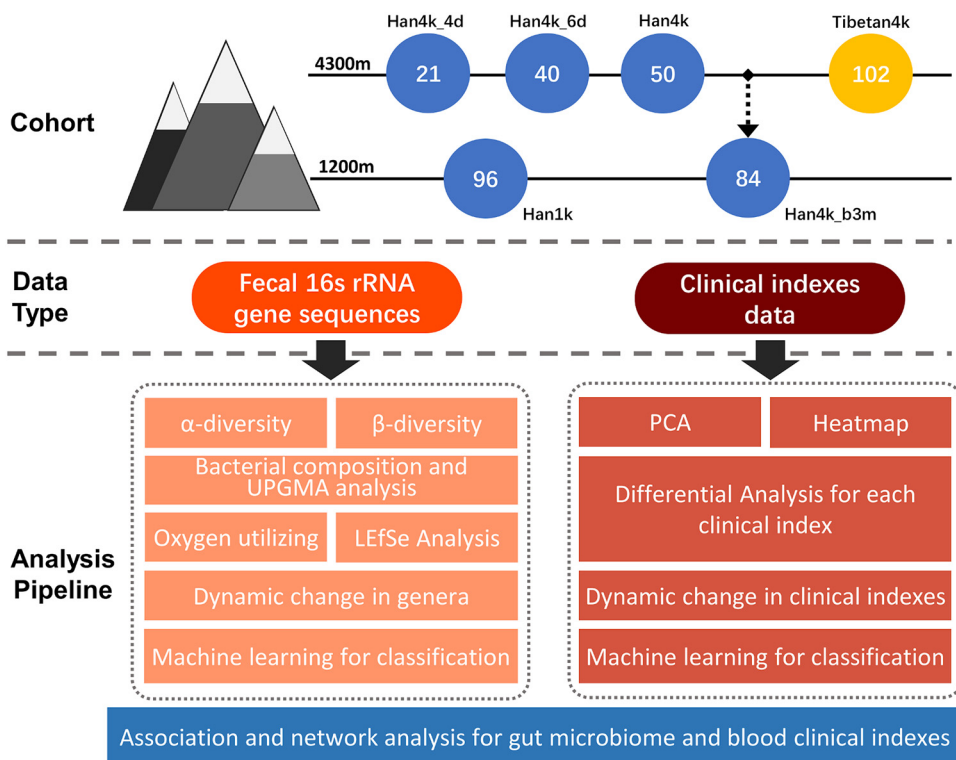 Han4k_4d
Han4k_6d
Han4k
Tibetan4k
4300m
21
40
50
102
Cohort
1200m
96
84
Han1k
Han4k_b3m
Data
Type
Fecal 16s rRNA
gene sequences
Clinical indexes
data
Analysis
Pipeline
α-diversity
β-diversity
Bacterial composition and
UPGMA analysis
Oxygen utilizing
LEfSe Analysis
Dynamic change in genera
Machine learning for classification
PCA
Heatmap
Differential Analysis for each
clinical index
Dynamic change in clinical indexes
Machine learning for classification
Association and network analysis for gut microbiome and blood clinical indexes